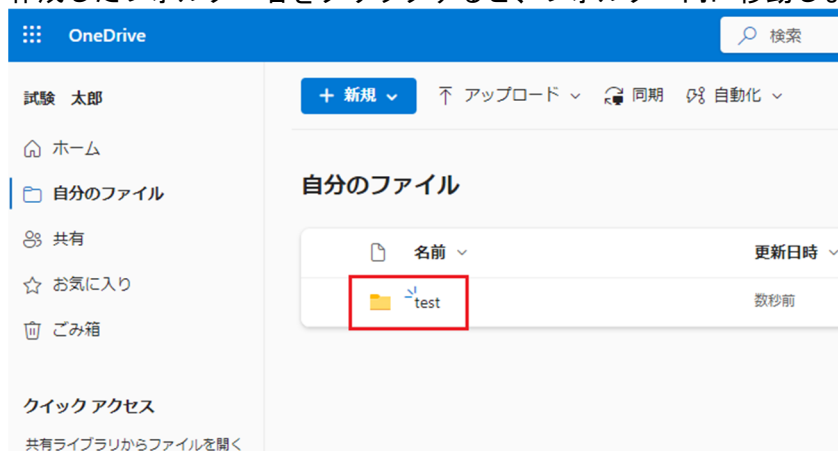 OneDrive
検索
試験 太郎
+ 新規
アップロード
同期
自動化
ホーム
自分のファイル
共有
お気に入り
ごみ箱
クイック アクセス
共有ライブラリからファイルを開く
自分のファイル
名前
更新日時
test
数秒前